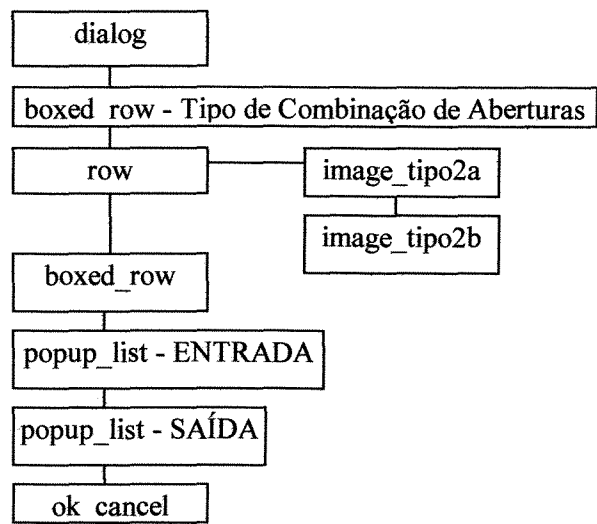 dialog
boxed_row - Tipo de Combinação de Aberturas
row
image_tipo2a
image_tipo2b
boxed_row
popup_list - ENTRADA
popup_list - SAÍDA
ok_cancel